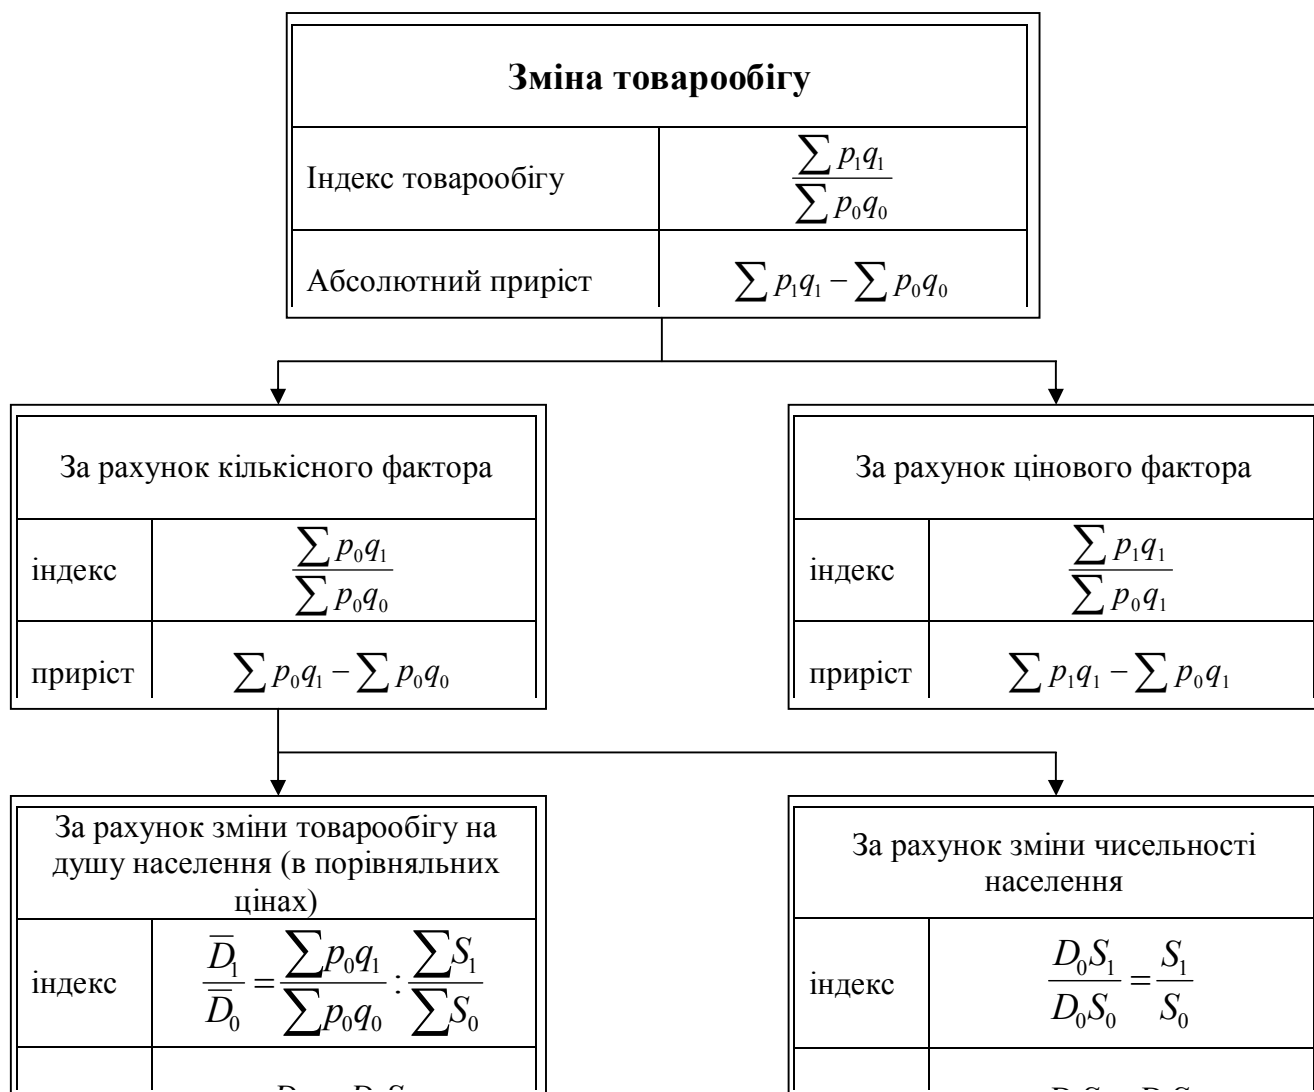 Зміна товарообігу
Індекс товарообігу
∑p₁q₁ / ∑p₀q₀
Абсолютний приріст
∑p₁q₁ − ∑p₀q₀
За рахунок кількісного фактора
індекс
∑p₀q₁ / ∑p₀q₀
приріст
∑p₀q₁ − ∑p₀q₀
За рахунок цінового фактора
індекс
∑p₁q₁ / ∑p₀q₁
приріст
∑p₁q₁ − ∑p₀q₁
За рахунок зміни товарообігу на
душу населення (в порівняльних
цінах)
індекс
D̅₁ / D̅₀ = ∑p₀q₁ / ∑p₀q₀ : ∑S₁ / ∑S₀
За рахунок зміни чисельності
населення
індекс
D₀S₁ / D₀S₀ = S₁ / S₀